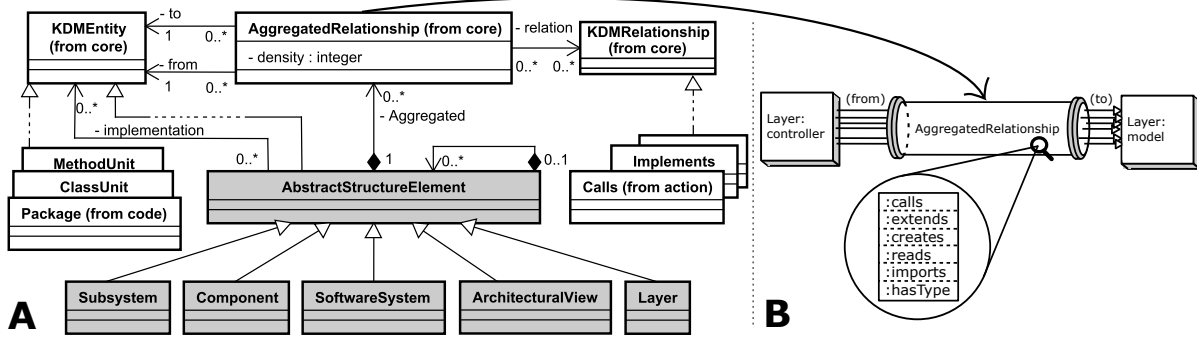 KDMEntity
(from core)
- to
1
0..*
- from
1
0..*
AggregatedRelationship (from core)
- density : integer
- relation
0..*
0..*
KDMRelationship
(from core)
0..*
- implementation
0..*
0..*
- Aggregated
1
0..*
0..1
MethodUnit
ClassUnit
Package (from code)
AbstractStructureElement
Implements
Calls (from action)
Subsystem
Component
SoftwareSystem
ArchitecturalView
Layer
A
B
Layer:
controller
(from)
AggregatedRelationship
(to)
Layer:
model
:calls
:extends
:creates
:reads
:imports
:hasType